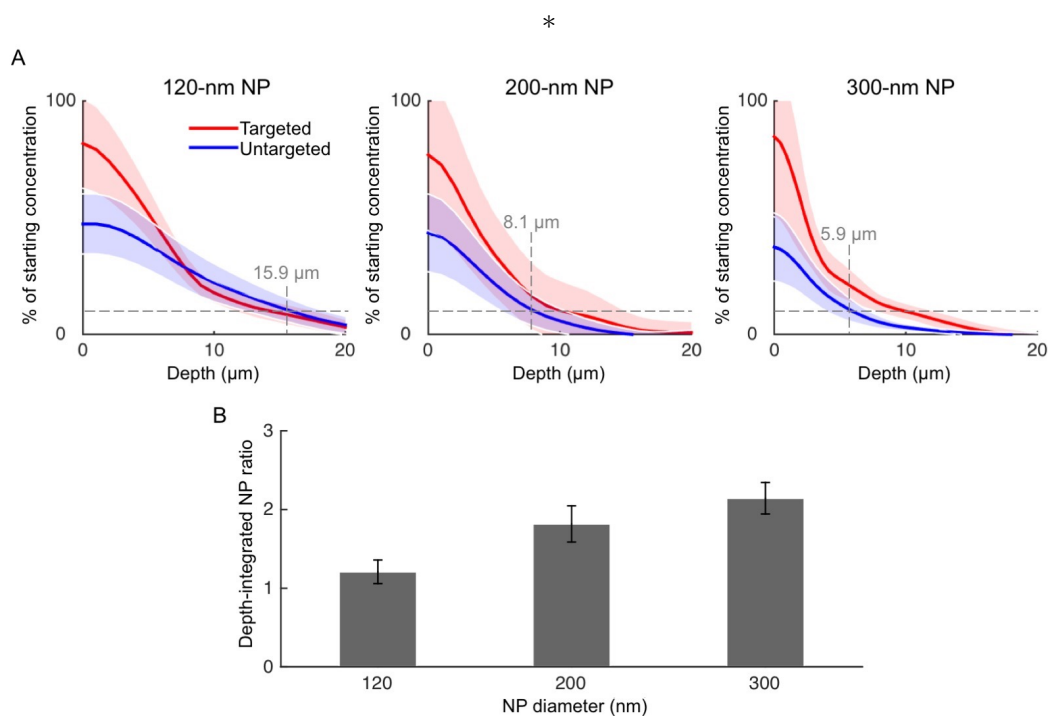 *
A
120-nm NP
200-nm NP
300-nm NP
% of starting concentration
100
0
Targeted
Untargeted
15.9 µm
0
10
20
Depth (µm)
% of starting concentration
100
0
8.1 µm
0
10
20
Depth (µm)
% of starting concentration
100
0
5.9 µm
0
10
20
Depth (µm)
B
Depth-integrated NP ratio
3
2
1
0
120
200
300
NP diameter (nm)